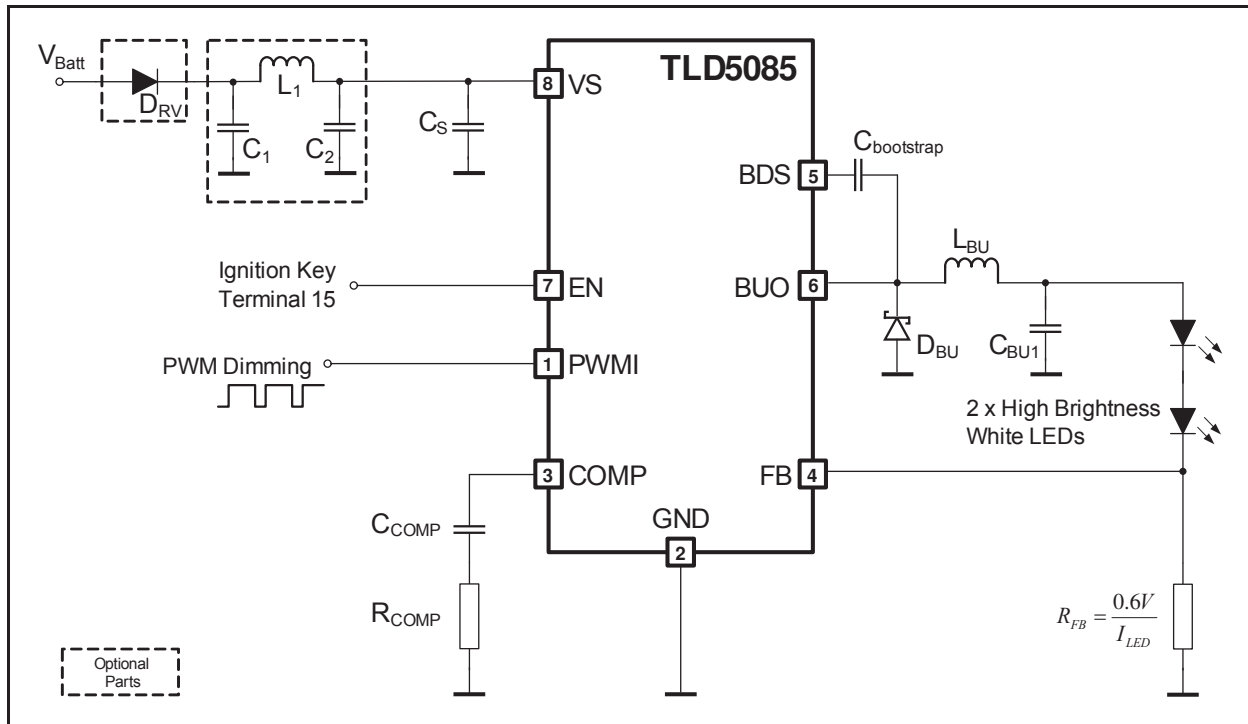 TLD5085
V_Batt
D_RV
L_1
C_1
C_2
C_S
8 VS
BDS 5
C_bootstrap
L_BU
Ignition Key
Terminal 15
7 EN
BUO 6
D_BU
C_BU1
PWM Dimming
1 PWMI
2 x High Brightness
White LEDs
3 COMP
FB 4
C_COMP
GND
2
R_COMP
R_FB = 0.6V / I_LED
Optional
Parts